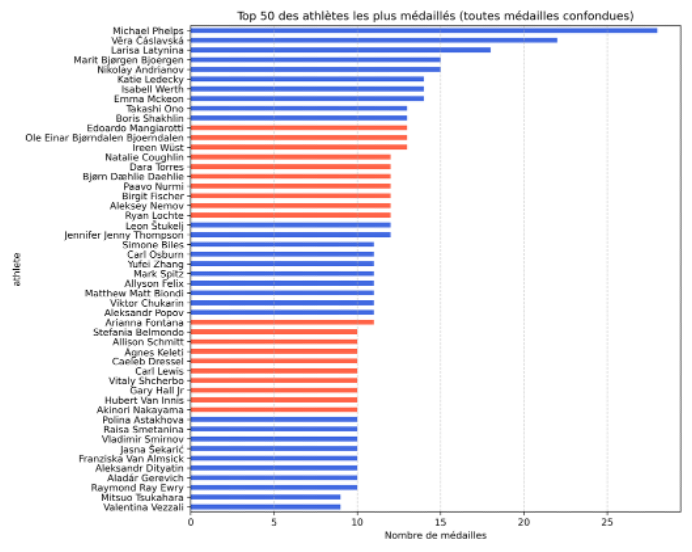 Top 50 des athlètes les plus médaillés (toutes médailles confondues)
Michael Phelps
Věra Čáslavská
Larisa Latynina
Marit Bjørgen Bjoergen
Nikolay Andrianov
Katie Ledecky
Isabell Werth
Emma Mckeon
Takashi Ono
Boris Shakhlin
Edoardo Mangiarotti
Ole Einar Bjørndalen Bjoerndalen
Ireen Wüst
Natalie Coughlin
Dara Torres
Bjørn Dæhlie Daehlie
Paavo Nurmi
Birgit Fischer
Aleksey Nemov
Ryan Lochte
Leon Štukelj
Jennifer Jenny Thompson
Simone Biles
Carl Osburn
Yufei Zhang
Mark Spitz
Allyson Felix
Matthew Matt Biondi
Viktor Chukarin
Aleksandr Popov
Arianna Fontana
Stefania Belmondo
Allison Schmitt
Ágnes Keleti
Caeleb Dressel
Carl Lewis
Vitaly Shcherbo
Gary Hall Jr
Hubert Van Innis
Akinori Nakayama
Polina Astakhova
Raisa Smetanina
Vladimir Smirnov
Jasna Šekarić
Franziska Van Almsick
Aleksandr Dityatin
Aladár Gerevich
Raymond Ray Ewry
Mitsuo Tsukahara
Valentina Vezzali
athlete
0 5 10 15 20 25
Nombre de médailles